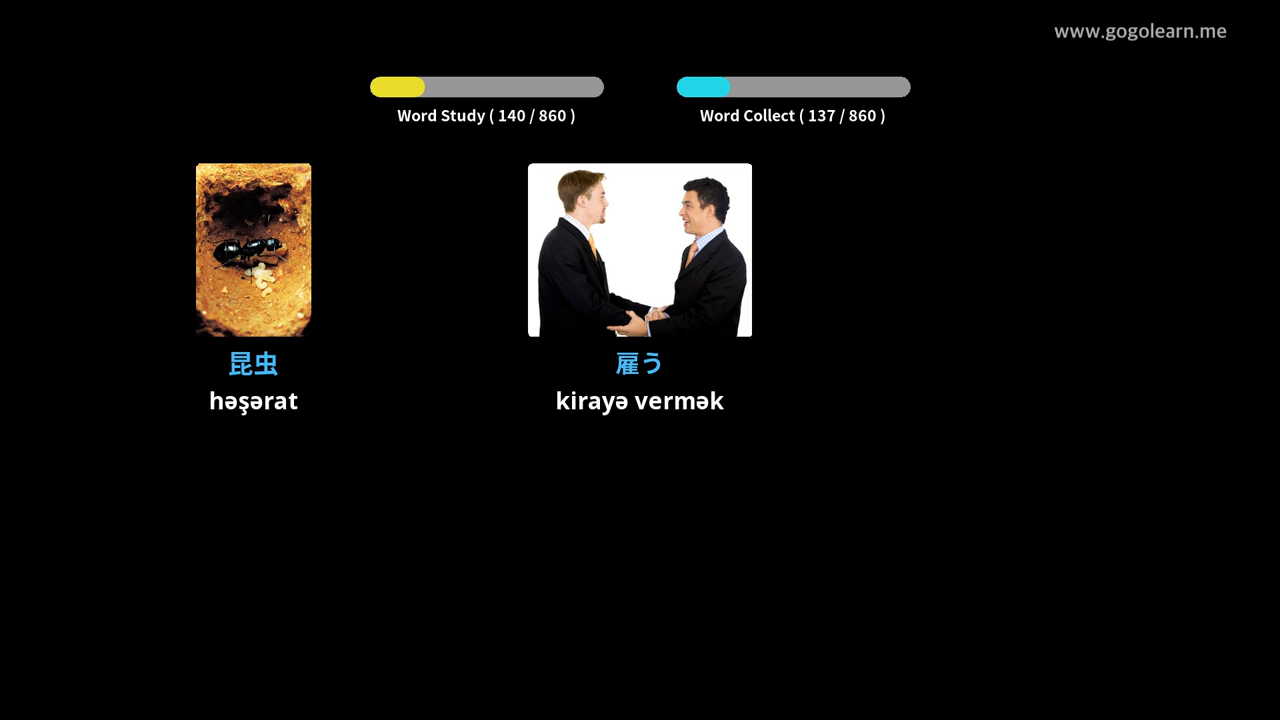 www.gogolearn.me
Word Study ( 140 / 860 )
Word Collect ( 137 / 860 )
昆虫
həşərat
雇う
kirayə vermək